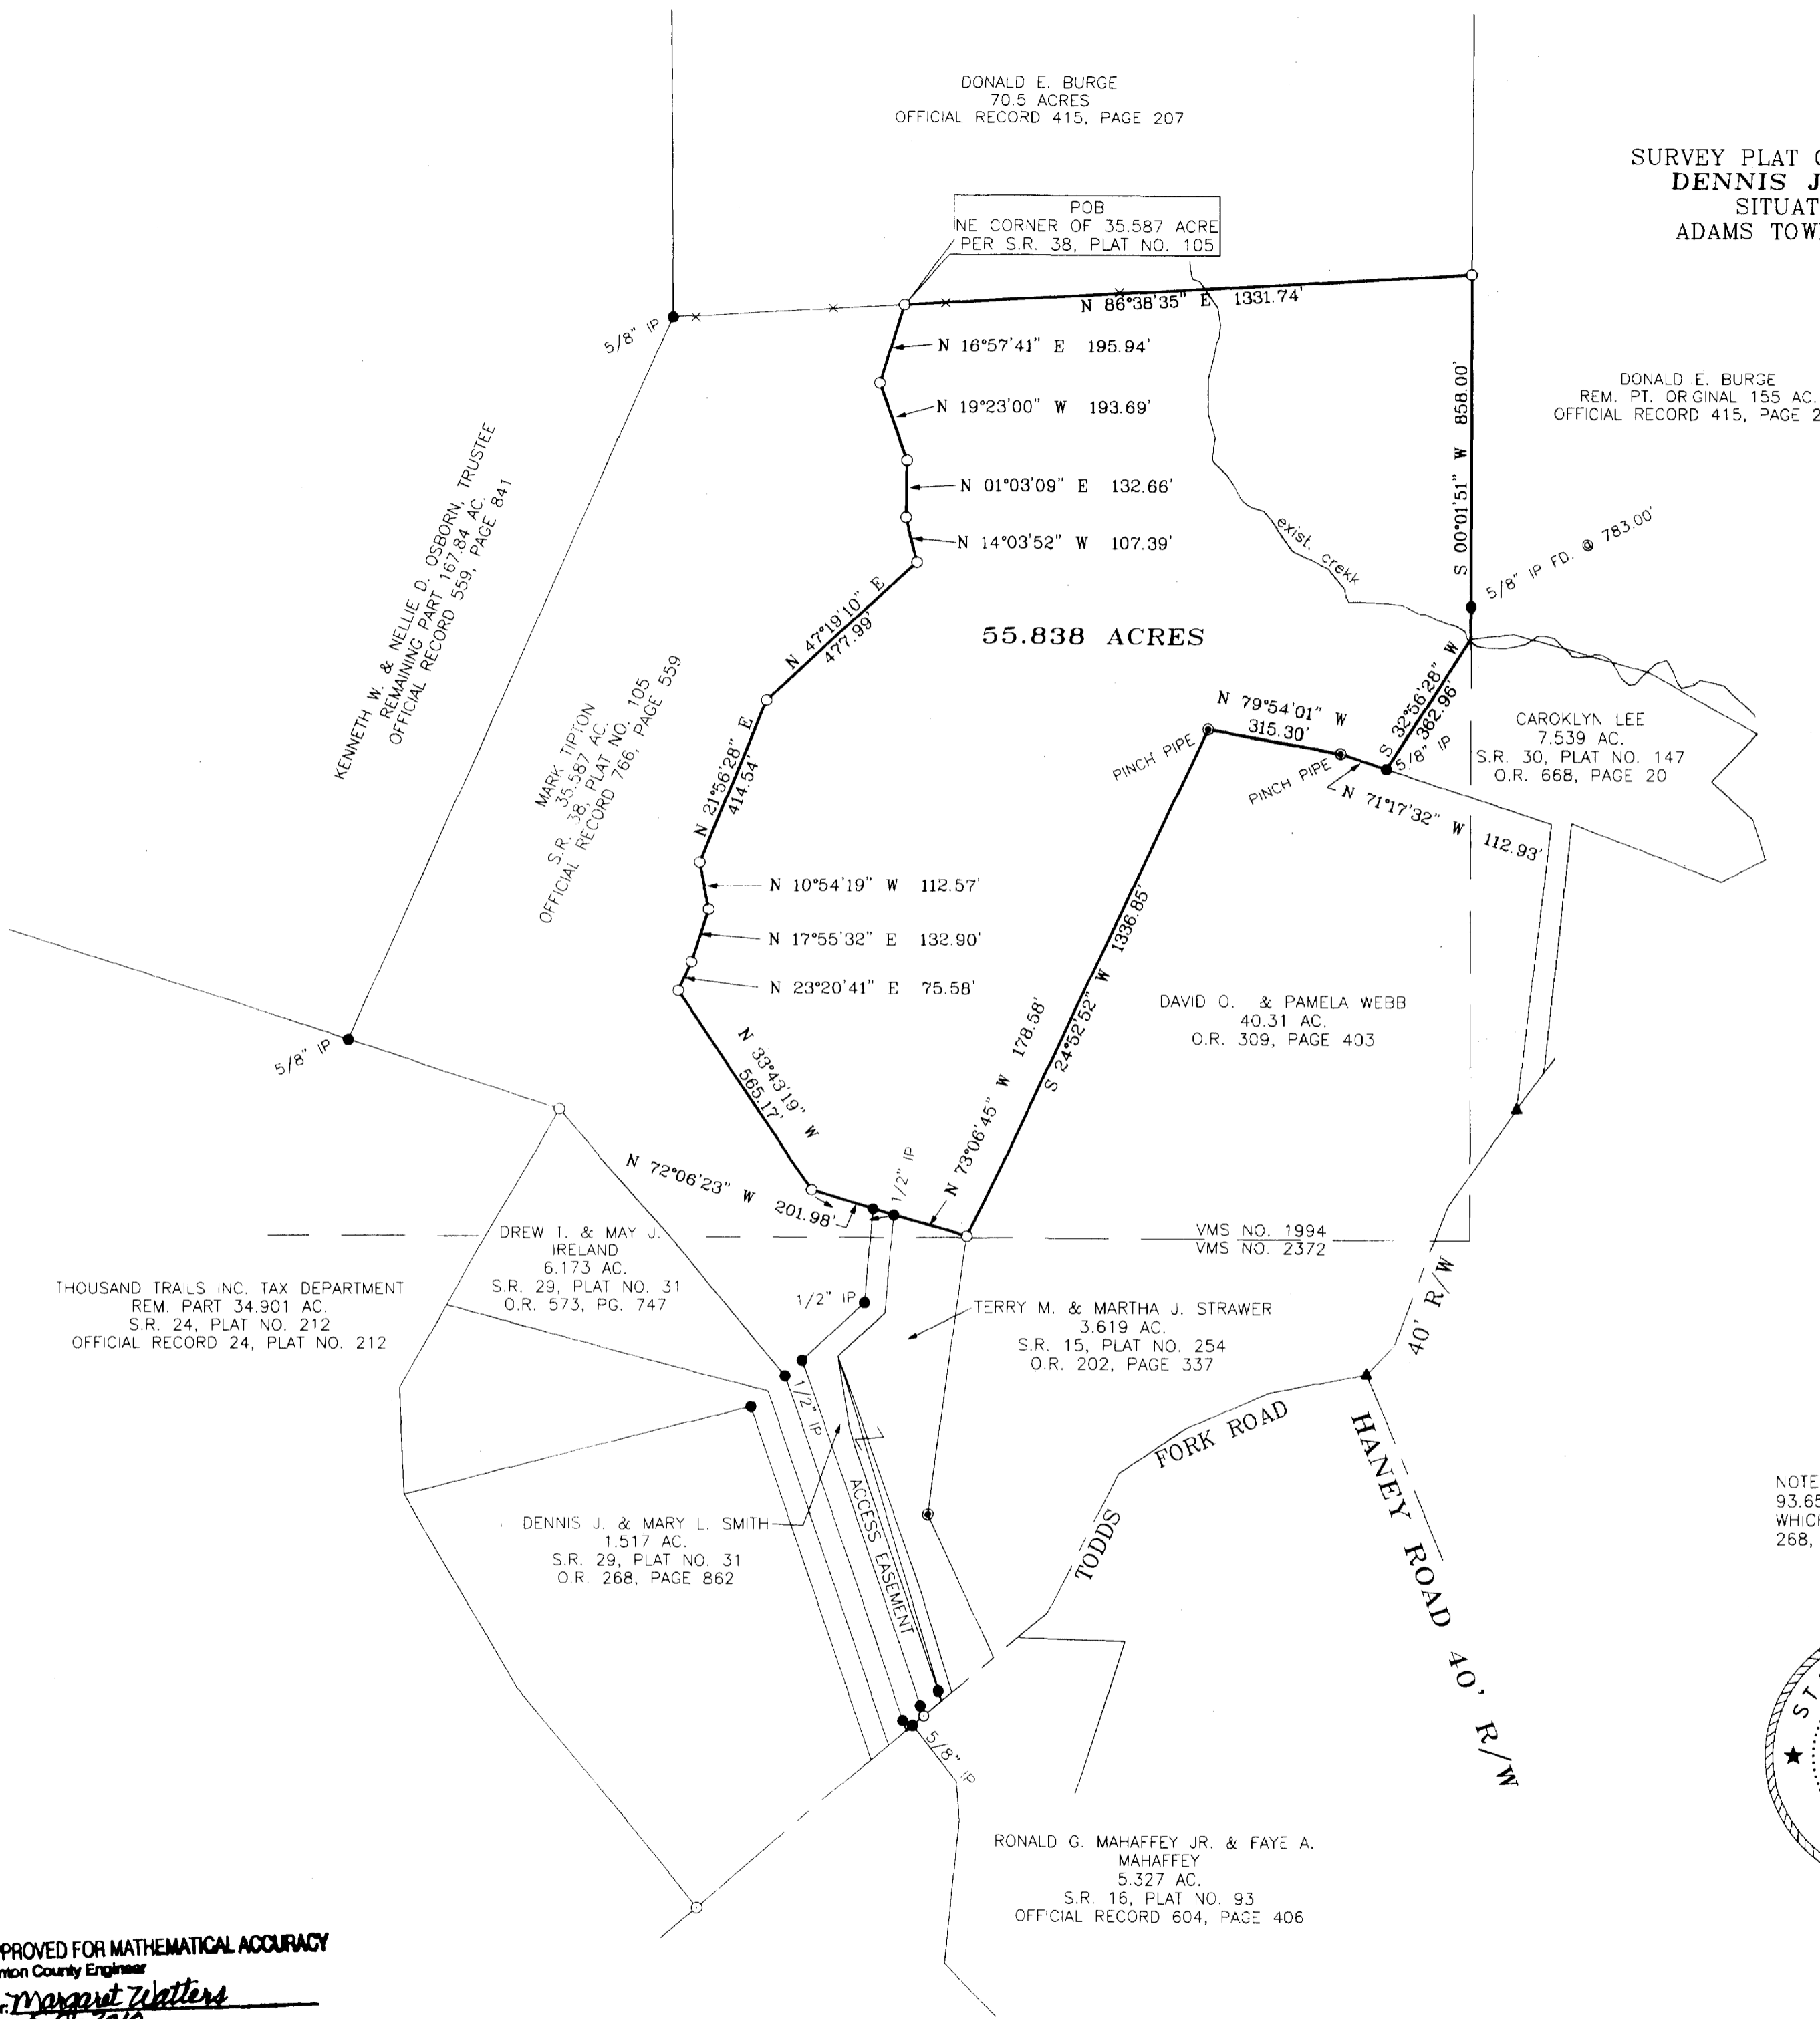 DONALD E. BURGE
70.5 ACRES
OFFICIAL RECORD 415, PAGE 207
SURVEY PLAT
DENNIS J
SITUAT
ADAMS TOW
POB
NE CORNER OF 35.587 ACRE
PER S.R. 38, PLAT NO. 105
N 86°38'35" E 1331.74'
5/8" IP
N 16°57'41" E 195.94'
N 19°23'00" W 193.69'
N 01°03'09" E 132.66'
N 14°03'52" W 107.39'
S 00°01'51" W 858.00'
DONALD E. BURGE
REM. PT. ORIGINAL 155 AC.
OFFICIAL RECORD 415, PAGE 2
5/8" IP FD. @ 783.00'
exist. crekk
KENNETH W. & NELLIE D. OSBORN, TRUSTEE
REMAINING PART 167.84 AC.
OFFICIAL RECORD 559, PAGE 841
N 47°19'10" E
477.99'
55.838 ACRES
MARK TIPTON
35.587 AC.
S.R. 38, PLAT NO. 105
OFFICIAL RECORD 766, PAGE 559
N 79°54'01" W
315.30'
S 32°56'28" W
362.96'
5/8" IP
PINCH PIPE
PINCH PIPE
N 71°17'32" W 112.93'
CAROKLYN LEE
7.539 AC.
S.R. 30, PLAT NO. 147
O.R. 668, PAGE 20
N 21°56'28" E
414.54'
N 10°54'19" W 112.57'
N 17°55'32" E 132.90'
N 23°20'41" E 75.58'
S 24°52'52" W 1336.85'
DAVID O. & PAMELA WEBB
40.31 AC.
O.R. 309, PAGE 403
5/8" IP
N 33°43'19" W
565.17'
N 73°06'45" W 178.58'
1/2" IP
N 72°06'23" W 201.98'
VMS NO. 1994
VMS NO. 2372
DREW T. & MAY J.
IRELAND
6.173 AC.
S.R. 29, PLAT NO. 31
O.R. 573, PG. 747
THOUSAND TRAILS INC. TAX DEPARTMENT
REM. PART 34.901 AC.
S.R. 24, PLAT NO. 212
OFFICIAL RECORD 24, PLAT NO. 212
1/2" IP
TERRY M. & MARTHA J. STRAWER
3.619 AC.
S.R. 15, PLAT NO. 254
O.R. 202, PAGE 337
40' R/W
1/2" IP
TODDS FORK ROAD
HANEY ROAD 40' R/W
ACCESS EASEMENT
DENNIS J. & MARY L. SMITH
1.517 AC.
S.R. 29, PLAT NO. 31
O.R. 268, PAGE 862
NOTE
93.65
WHICH
268,
5/8" IP
RONALD G. MAHAFFEY JR. & FAYE A.
MAHAFFEY
5.327 AC.
S.R. 16, PLAT NO. 93
OFFICIAL RECORD 604, PAGE 406
PROVED FOR MATHEMATICAL ACCURACY
nton County Engineer
Margaret Watters
ST